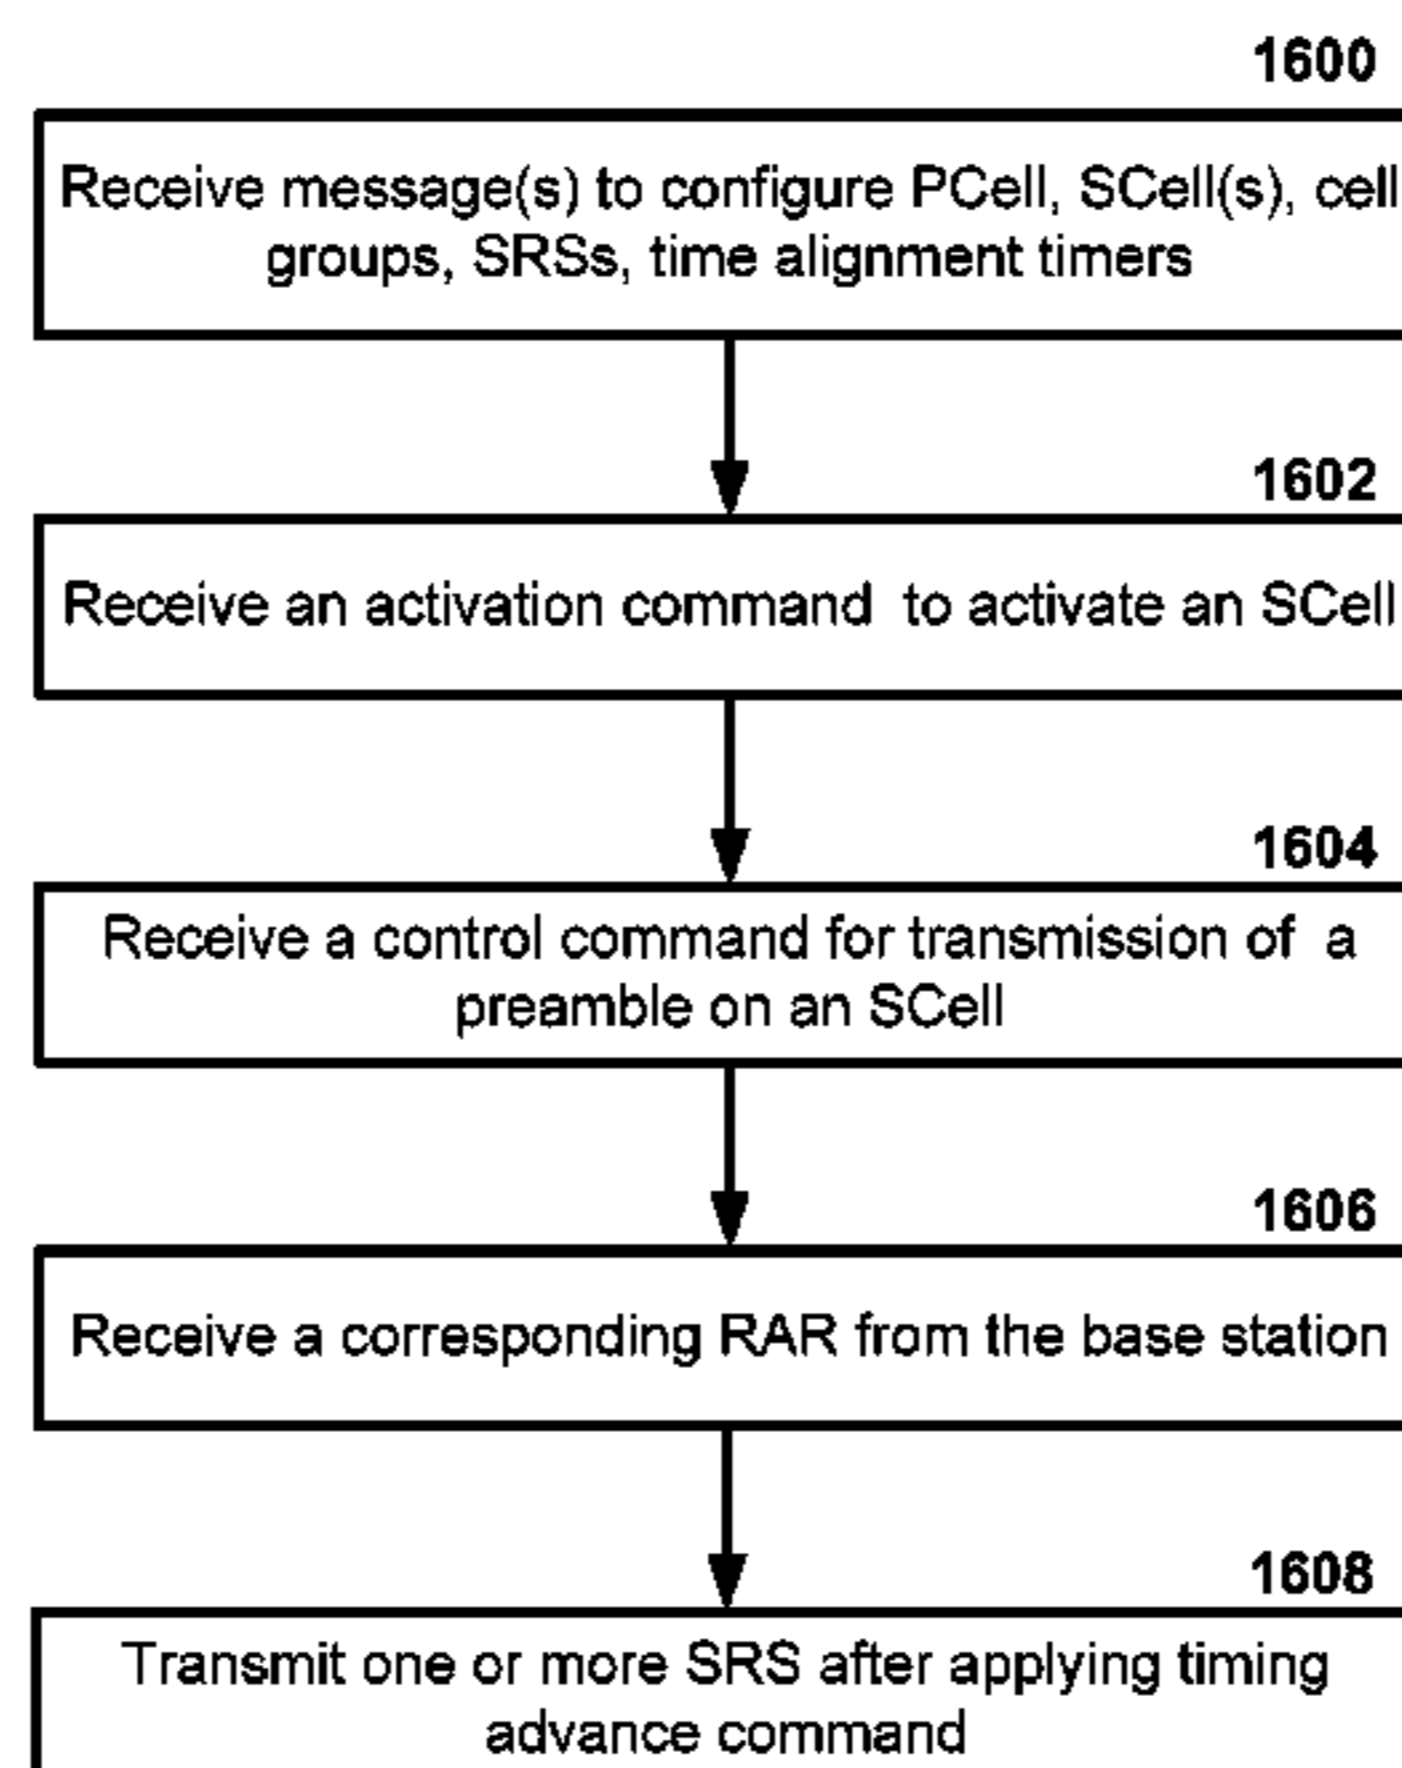 1600
Receive message(s) to configure PCell, SCell(s), cell
groups, SRSs, time alignment timers
1602
Receive an activation command to activate an SCell
1604
Receive a control command for transmission of a
preamble on an SCell
1606
Receive a corresponding RAR from the base station
1608
Transmit one or more SRS after applying timing
advance command